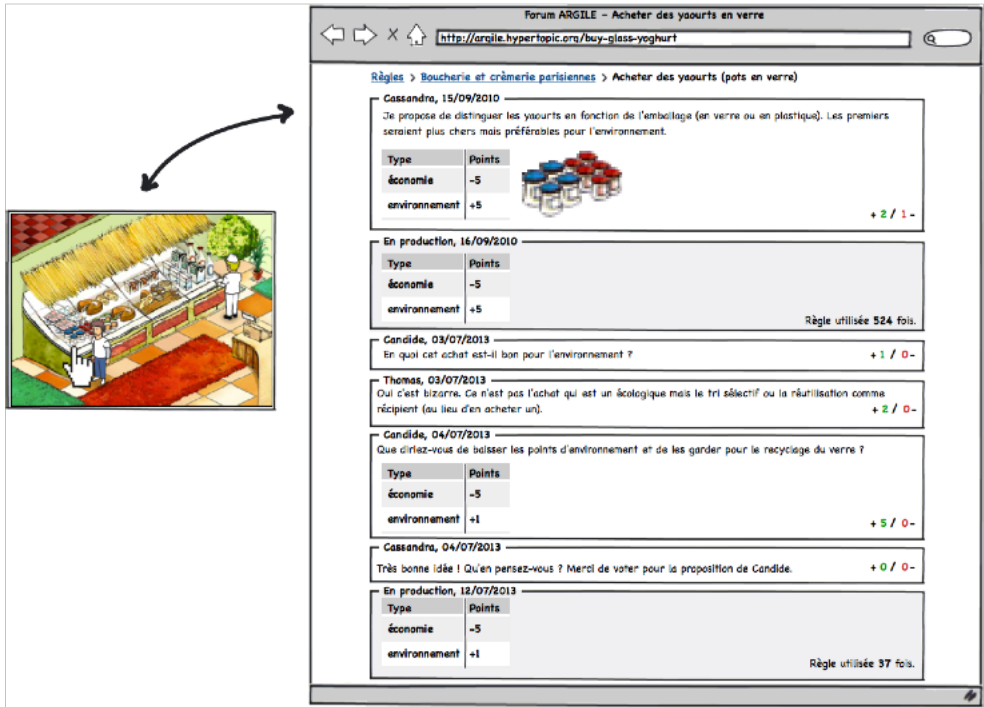 Forum ARGILE - Acheter des yaourts en verre
http://argile.hypertopic.org/buy-glass-yoghurt
Règles > Boucherie et crèmerie parisiennes > Acheter des yaourts (pots en verre)
Cassandra, 15/09/2010
Je propose de distinguer les yaourts en fonction de l'emballage (en verre ou en plastique). Les premiers
seraient plus chers mais préférables pour l'environnement.
Type Points
économie -5
environnement +5
+ 2 / 1 -
En production, 16/09/2010
Type Points
économie -5
environnement +5
Règle utilisée 524 fois.
Candide, 03/07/2013
En quoi cet achat est-il bon pour l'environnement ?
+ 1 / 0 -
Thomas, 03/07/2013
Oui c'est bizarre. Ce n'est pas l'achat qui est un écologique mais le tri sélectif ou la réutilisation comme
récipient (au lieu d'en acheter un).
+ 2 / 0 -
Candide, 04/07/2013
Que diriez-vous de baisser les points d'environnement et de les garder pour le recyclage du verre ?
Type Points
économie -5
environnement +1
+ 5 / 0 -
Cassandra, 04/07/2013
Très bonne idée ! Qu'en pensez-vous ? Merci de voter pour la proposition de Candide.
+ 0 / 0 -
En production, 12/07/2013
Type Points
économie -5
environnement +1
Règle utilisée 37 fois.